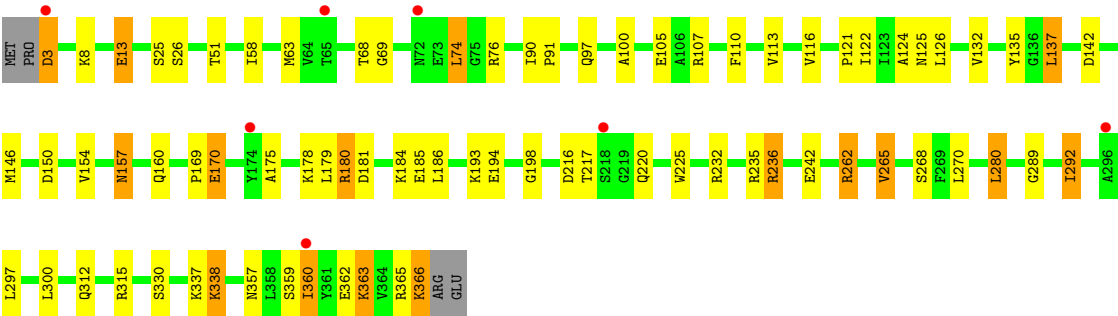 MET PRO D3 K8 E13 S25 S26 T51 I58 M63 V64 T65 T68 G69 N72 E73 L74 G75 R76 I90 P91 Q97 A100 E105 A106 R107 F110 V113 V116 P121 I122 I123 A124 N125 L126 V132 Y135 G136 L137 D142
M146 D150 V154 N157 Q160 P169 E170 Y174 A175 K178 L179 R180 D181 K184 E185 L186 K193 E194 G198 D216 T217 S218 G219 Q220 W225 R232 R235 R236 E242 R262 V265 S268 F269 L270 L280 G289 I292 A296
L297 L300 Q312 R315 S330 K337 K338 N357 L358 S359 I360 Y361 E362 K363 V364 R365 K366 ARG GLU